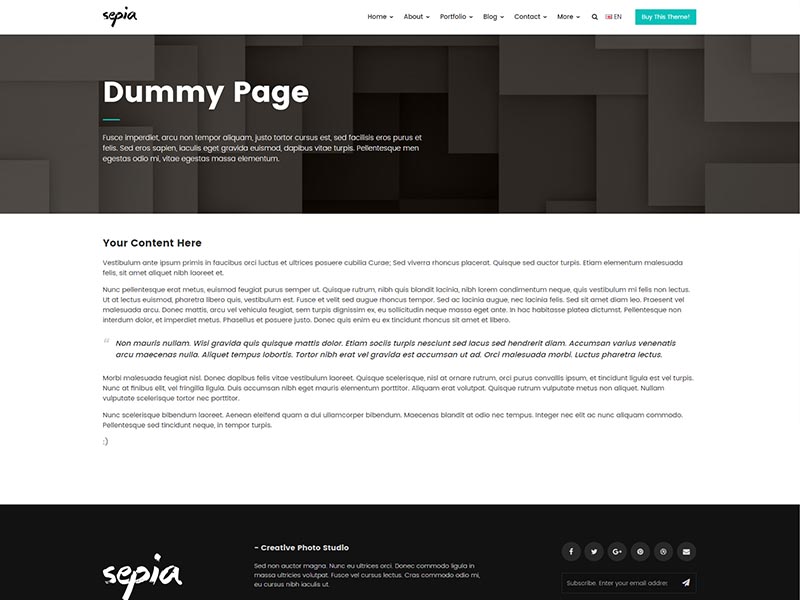 sepia
Home About Portfolio Blog Contact More EN Buy This Theme!
Dummy Page
Fusce imperdiet, arcu non tempor aliquam, justo tortor cursus est, sed facilisis eros purus et
felis. Sed eros sapien, iaculis eget gravida euismod, dapibus vitae turpis. Pellentesque men
egestas odio mi, vitae egestas massa elementum.
Your Content Here
Vestibulum ante ipsum primis in faucibus orci luctus et ultrices posuere cubilia Curae; Sed viverra rhoncus placerat. Quisque sed auctor turpis. Etiam elementum malesuada
felis, sit amet aliquet nibh laoreet et.
Nunc pellentesque erat metus, euismod feugiat purus semper ut. Quisque rutrum, nibh quis blandit lacinia, nibh lorem condimentum neque, quis vestibulum mi felis non lectus.
Ut at lectus euismod, pharetra libero quis, vestibulum est. Fusce et velit sed augue rhoncus tempor. Sed ac lacinia augue, nec lacinia felis. Sed sit amet diam leo. Praesent vel
malesuada arcu. Donec mattis, arcu vel vehicula feugiat, sem turpis dignissim ex, eu sollicitudin neque massa eget ante. In hac habitasse platea dictumst. Pellentesque non
interdum dolor, et imperdiet metus. Phasellus et posuere justo. Donec quis enim eu ex tincidunt rhoncus sit amet et libero.
“ Non mauris nullam. Wisi gravida quis quisque mattis dolor. Etiam sociis turpis nesciunt sed lacus sed hendrerit diam. Accumsan varius venenatis
arcu maecenas nulla. Aliquet tempus lobortis. Tortor nibh erat vel gravida est accumsan ut ad. Orci malesuada morbi. Luctus pharetra lectus.
Morbi malesuada feugiat nisl. Donec dapibus felis vitae vestibulum laoreet. Quisque scelerisque, nisl at ornare rutrum, orci purus convallis ipsum, et tincidunt ligula est vel turpis.
Nunc at finibus elit, vel fringilla ligula. Duis accumsan nibh eget mauris elementum porttitor. Aliquam erat volutpat. Quisque rutrum vulputate metus non aliquet. Nullam
vulputate scelerisque tortor nec porttitor.
Nunc scelerisque bibendum laoreet. Aenean eleifend quam a dui ullamcorper bibendum. Maecenas blandit at odio nec tempus. Integer nec elit ac nunc aliquam commodo.
Pellentesque sed tincidunt neque, in tempor turpis.
;)
sepia
- Creative Photo Studio
Sed non auctor magna. Nunc eu ultrices orci. Donec commodo ligula in
massa ultricies volutpat. Fusce vel cursus lectus. Cras commodo odio mi,
eu cursus nibh iaculis ut.
Subscribe. Enter your email addres